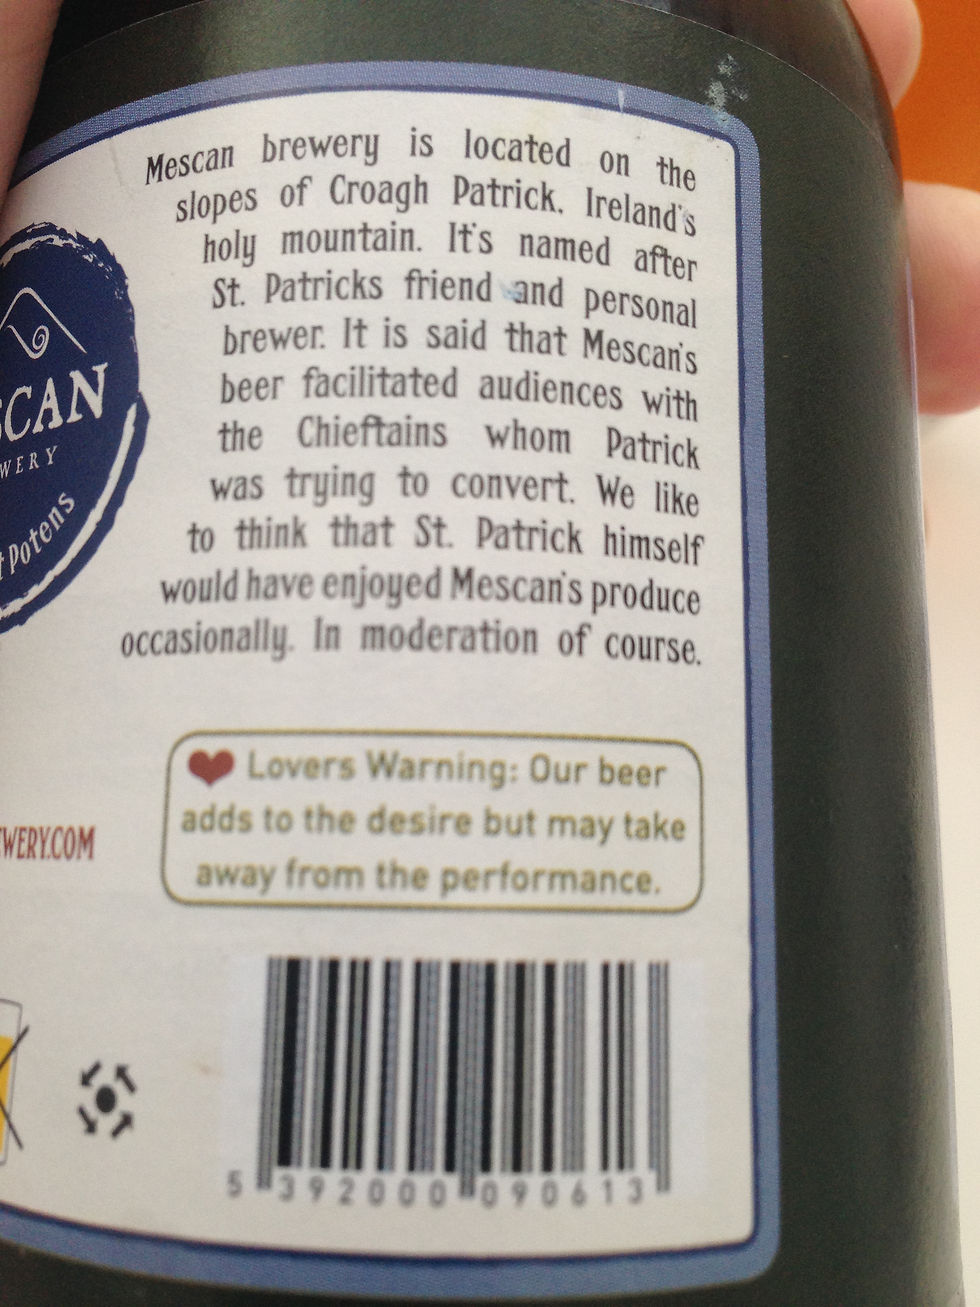 Mescan brewery is located on the
slopes of Croagh Patrick. Ireland's
holy mountain. It's named after
St. Patricks friend and personal
brewer. It is said that Mescan's
beer facilitated audiences with
the Chieftains whom Patrick
was trying to convert. We like
to think that St. Patrick himself
would have enjoyed Mescan's produce
occasionally. In moderation of course.
SCAN
WERY
t Potens
❤ Lovers Warning: Our beer
adds to the desire but may take
away from the performance.
WERY.COM
5 392000 090613